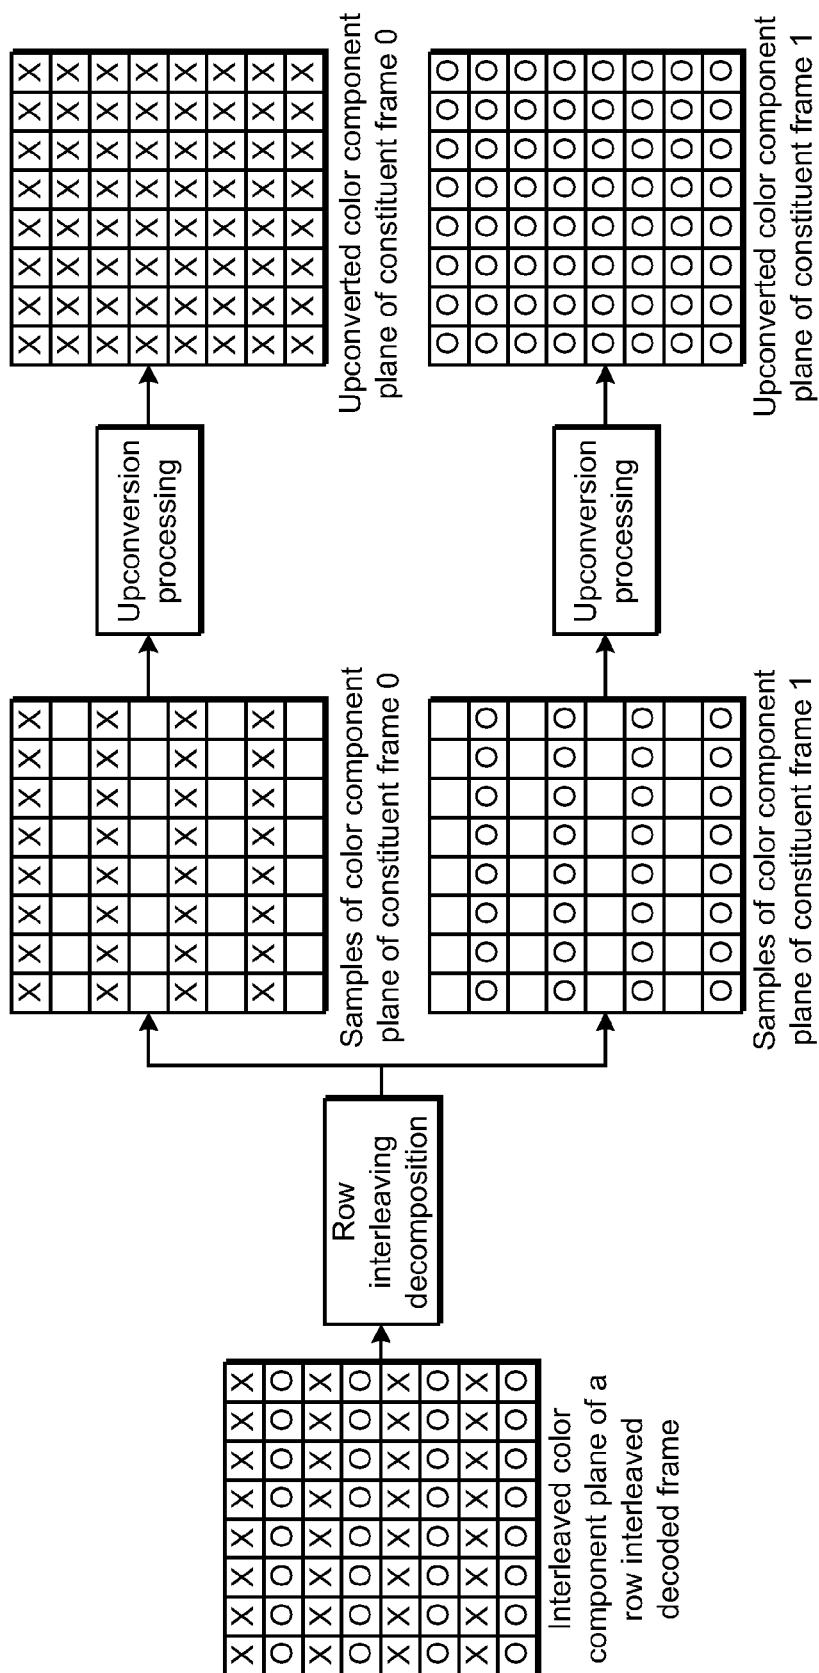 X X X X X X X X
O O O O O O O O
X X X X X X X X
O O O O O O O O
X X X X X X X X
O O O O O O O O
X X X X X X X X
O O O O O O O O
Interleaved color
component plane of a
row interleaved
decoded frame
Row
interleaving
decomposition
X X X X X X X X
X X X X X X X X
X X X X X X X X
X X X X X X X X
Samples of color component
plane of constituent frame 0
Upconversion
processing
X X X X X X X X
X X X X X X X X
X X X X X X X X
X X X X X X X X
X X X X X X X X
X X X X X X X X
X X X X X X X X
X X X X X X X X
Upconverted color component
plane of constituent frame 0
O O O O O O O O
O O O O O O O O
O O O O O O O O
O O O O O O O O
Samples of color component
plane of constituent frame 1
Upconversion
processing
O O O O O O O O
O O O O O O O O
O O O O O O O O
O O O O O O O O
O O O O O O O O
O O O O O O O O
O O O O O O O O
O O O O O O O O
Upconverted color component
plane of constituent frame 1